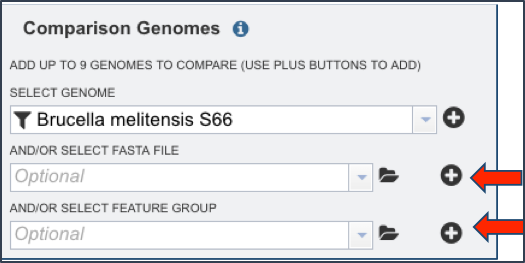 Comparison Genomes
ADD UP TO 9 GENOMES TO COMPARE (USE PLUS BUTTONS TO ADD)
SELECT GENOME
Brucella melitensis S66
AND/OR SELECT FASTA FILE
Optional
AND/OR SELECT FEATURE GROUP
Optional